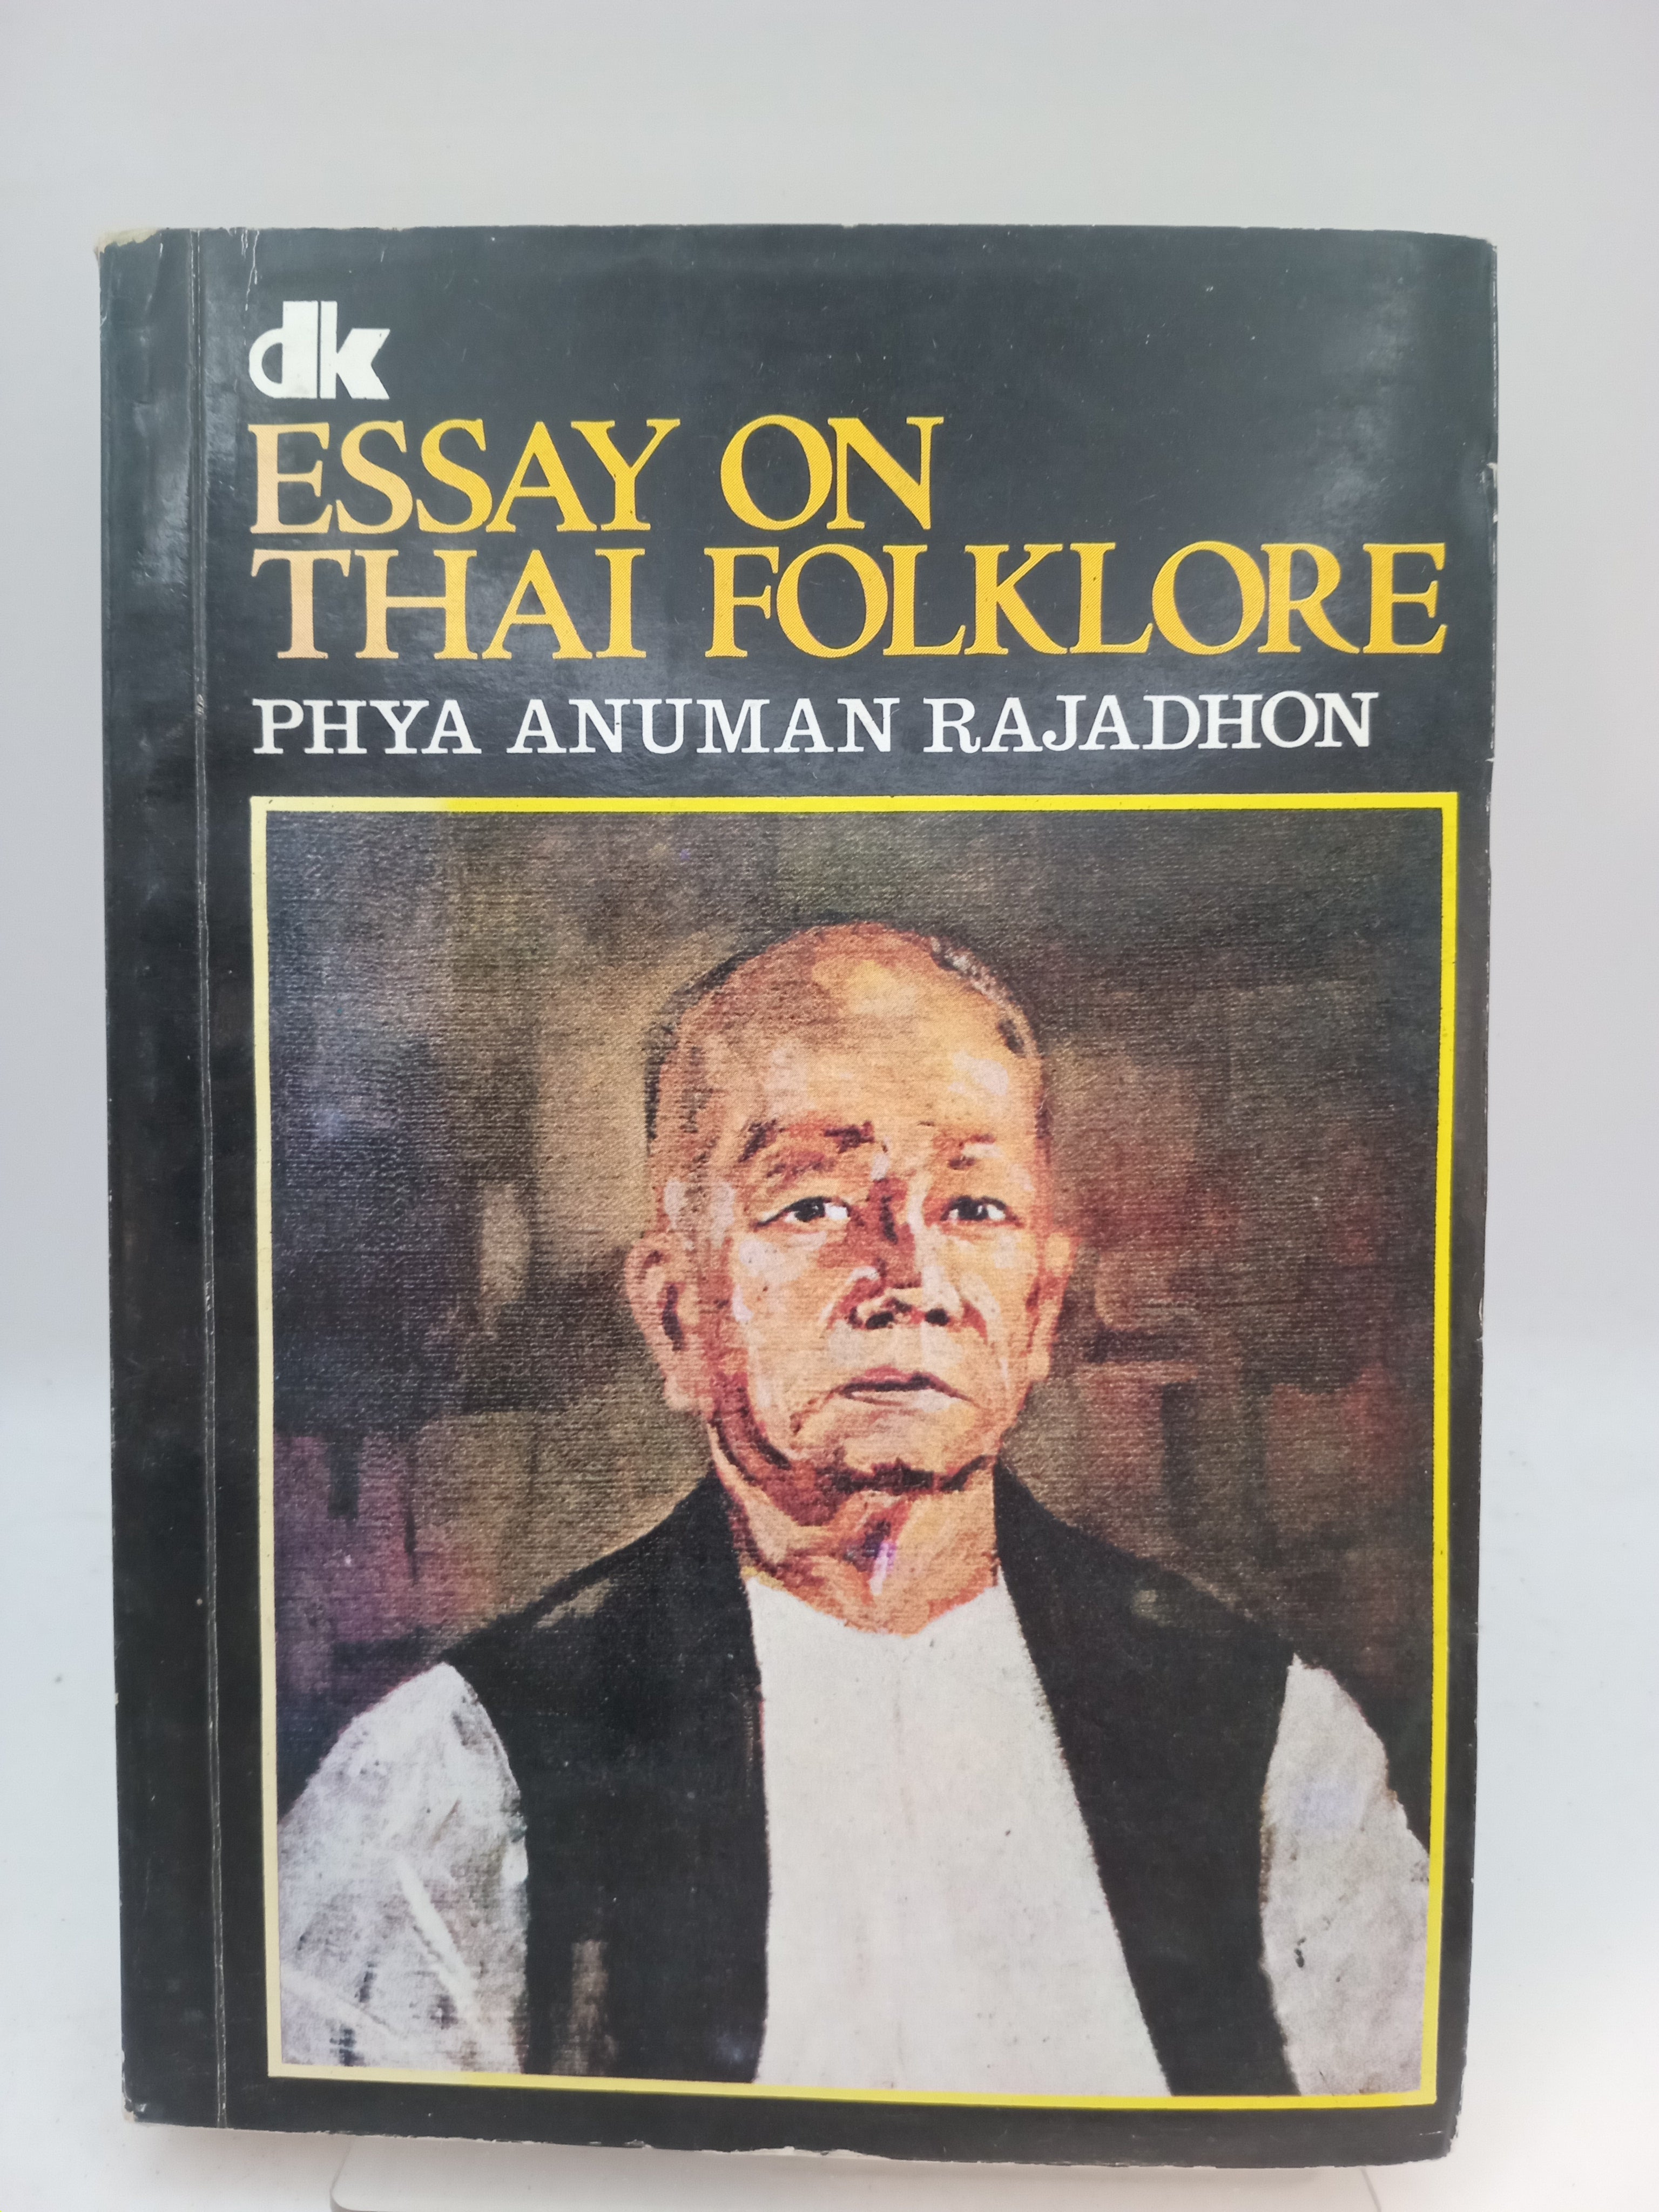 dk
ESSAY ON
THAI FOLKLORE
PHYA ANUMAN RAJADHON